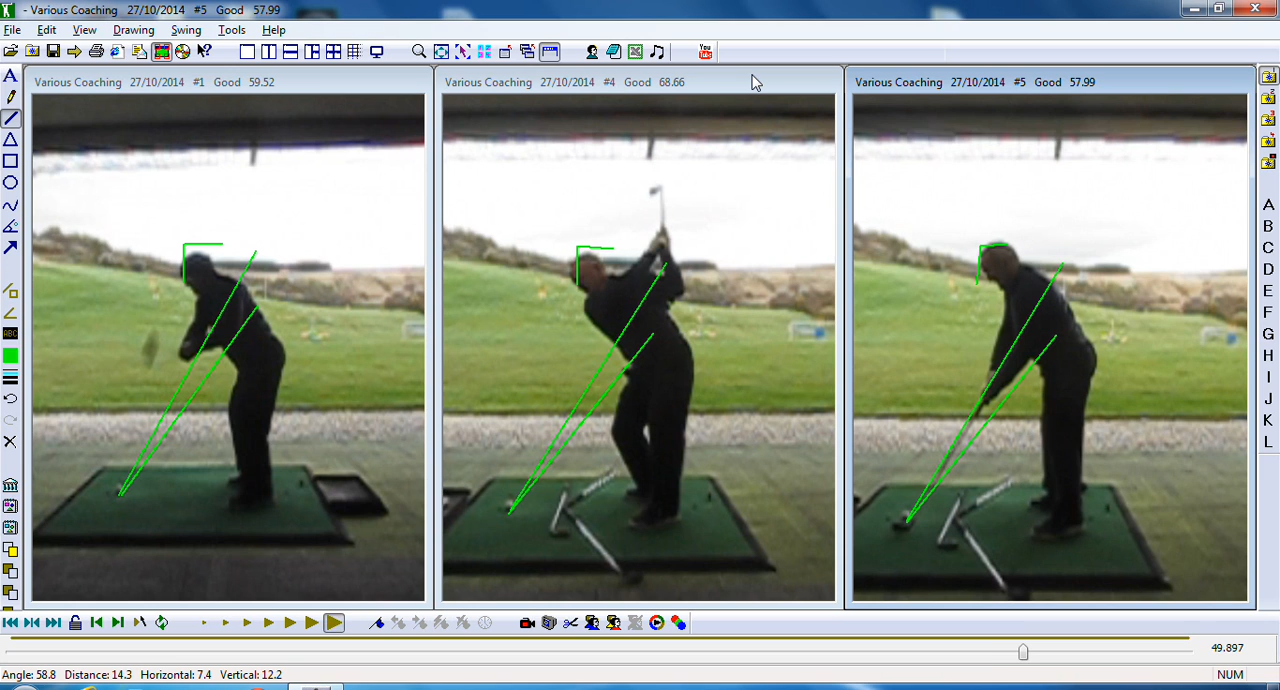 - Various Coaching 27/10/2014 #5 Good 57.99
File Edit View Drawing Swing Tools Help
You
Various Coaching 27/10/2014 #1 Good 59.52
Various Coaching 27/10/2014 #4 Good 68.66
Various Coaching 27/10/2014 #5 Good 57.99
A
ABC
A
B
C
D
E
F
G
H
I
J
K
L
49.897
Angle: 58.8 Distance: 14.3 Horizontal: 7.4 Vertical: 12.2
NUM